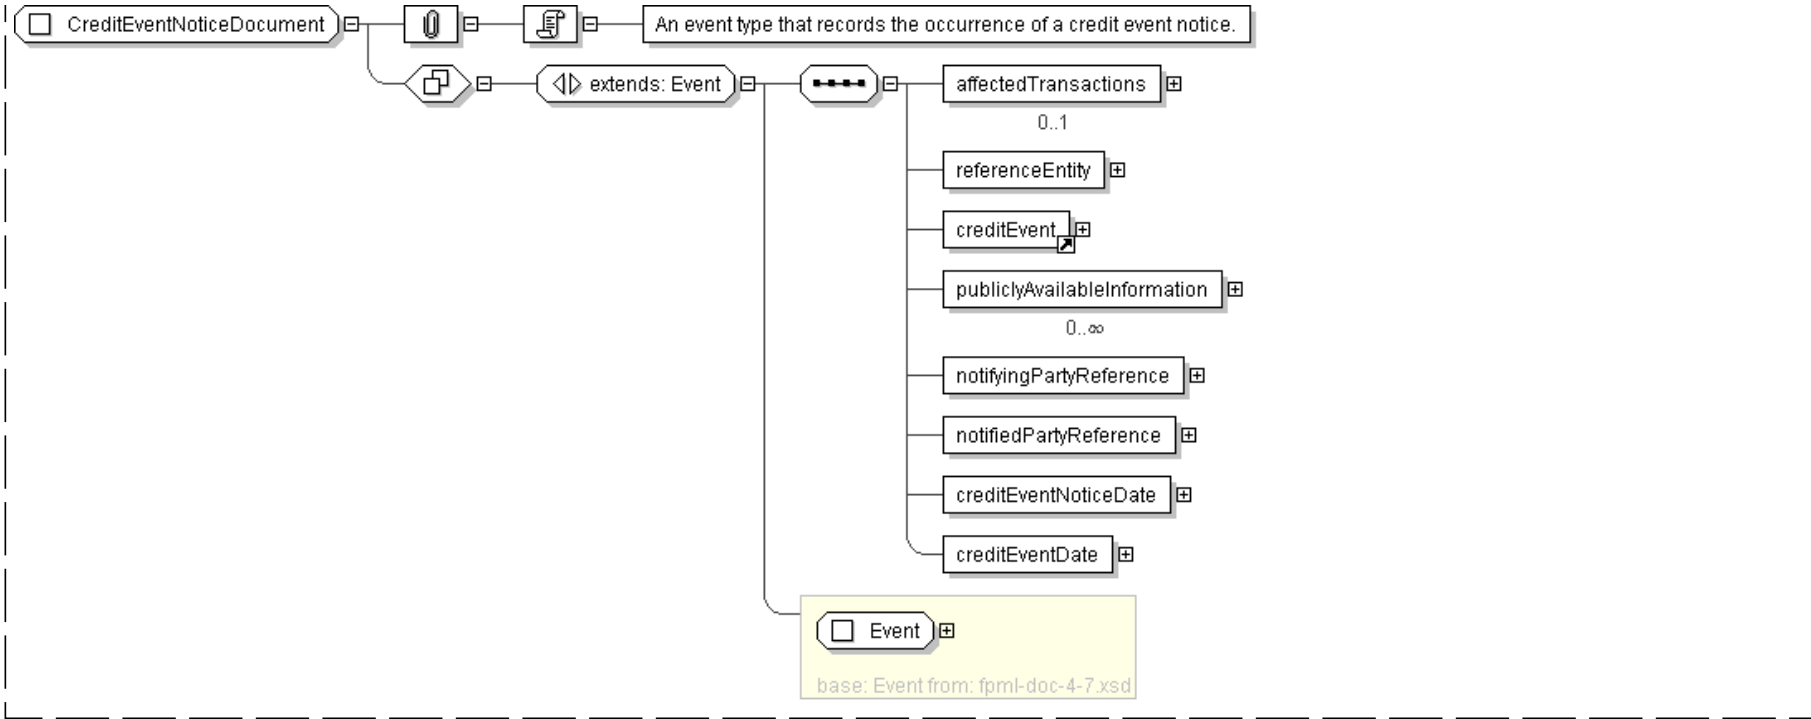 CreditEventNoticeDocument
An event type that records the occurrence of a credit event notice.
extends: Event
affectedTransactions
0..1
referenceEntity
creditEvent
publiclyAvailableInformation
0..∞
notifyingPartyReference
notifiedPartyReference
creditEventNoticeDate
creditEventDate
Event
base: Event from: fpml-doc-4-7.xsd